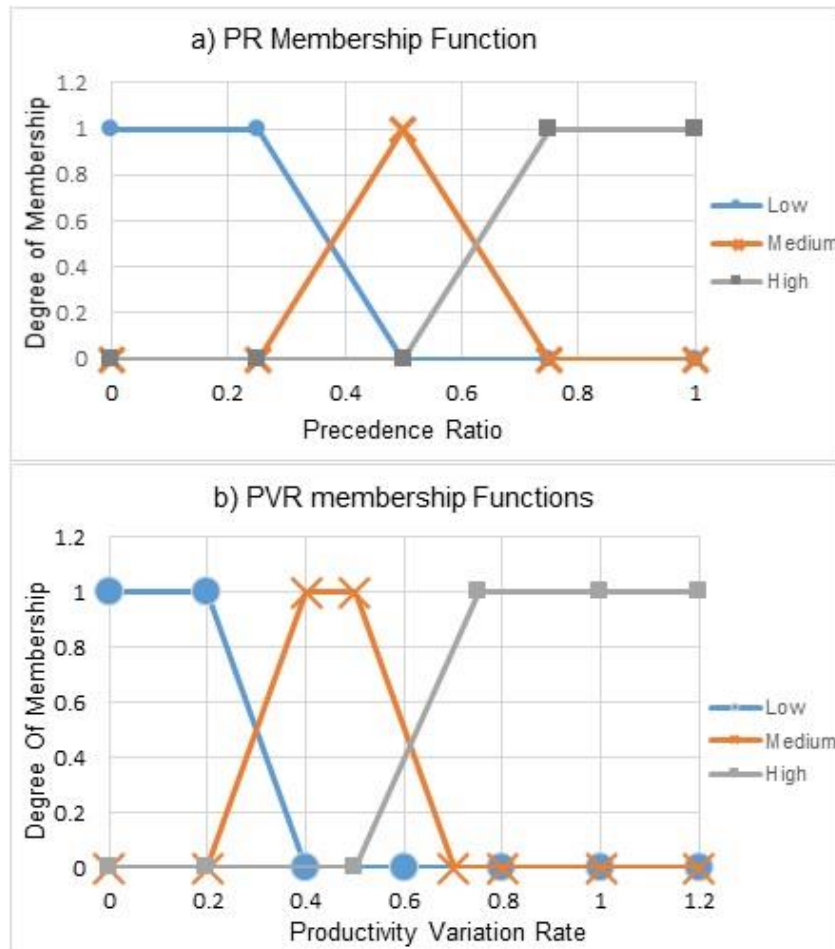 a) PR Membership Function
1.2
1
0.8
0.6
0.4
0.2
0
Degree of Membership
0 0.2 0.4 0.6 0.8 1
Precedence Ratio
Low
Medium
High
b) PVR membership Functions
1.2
1
0.8
0.6
0.4
0.2
0
Degree Of Membership
0 0.2 0.4 0.6 0.8 1 1.2
Productivity Variation Rate
Low
Medium
High